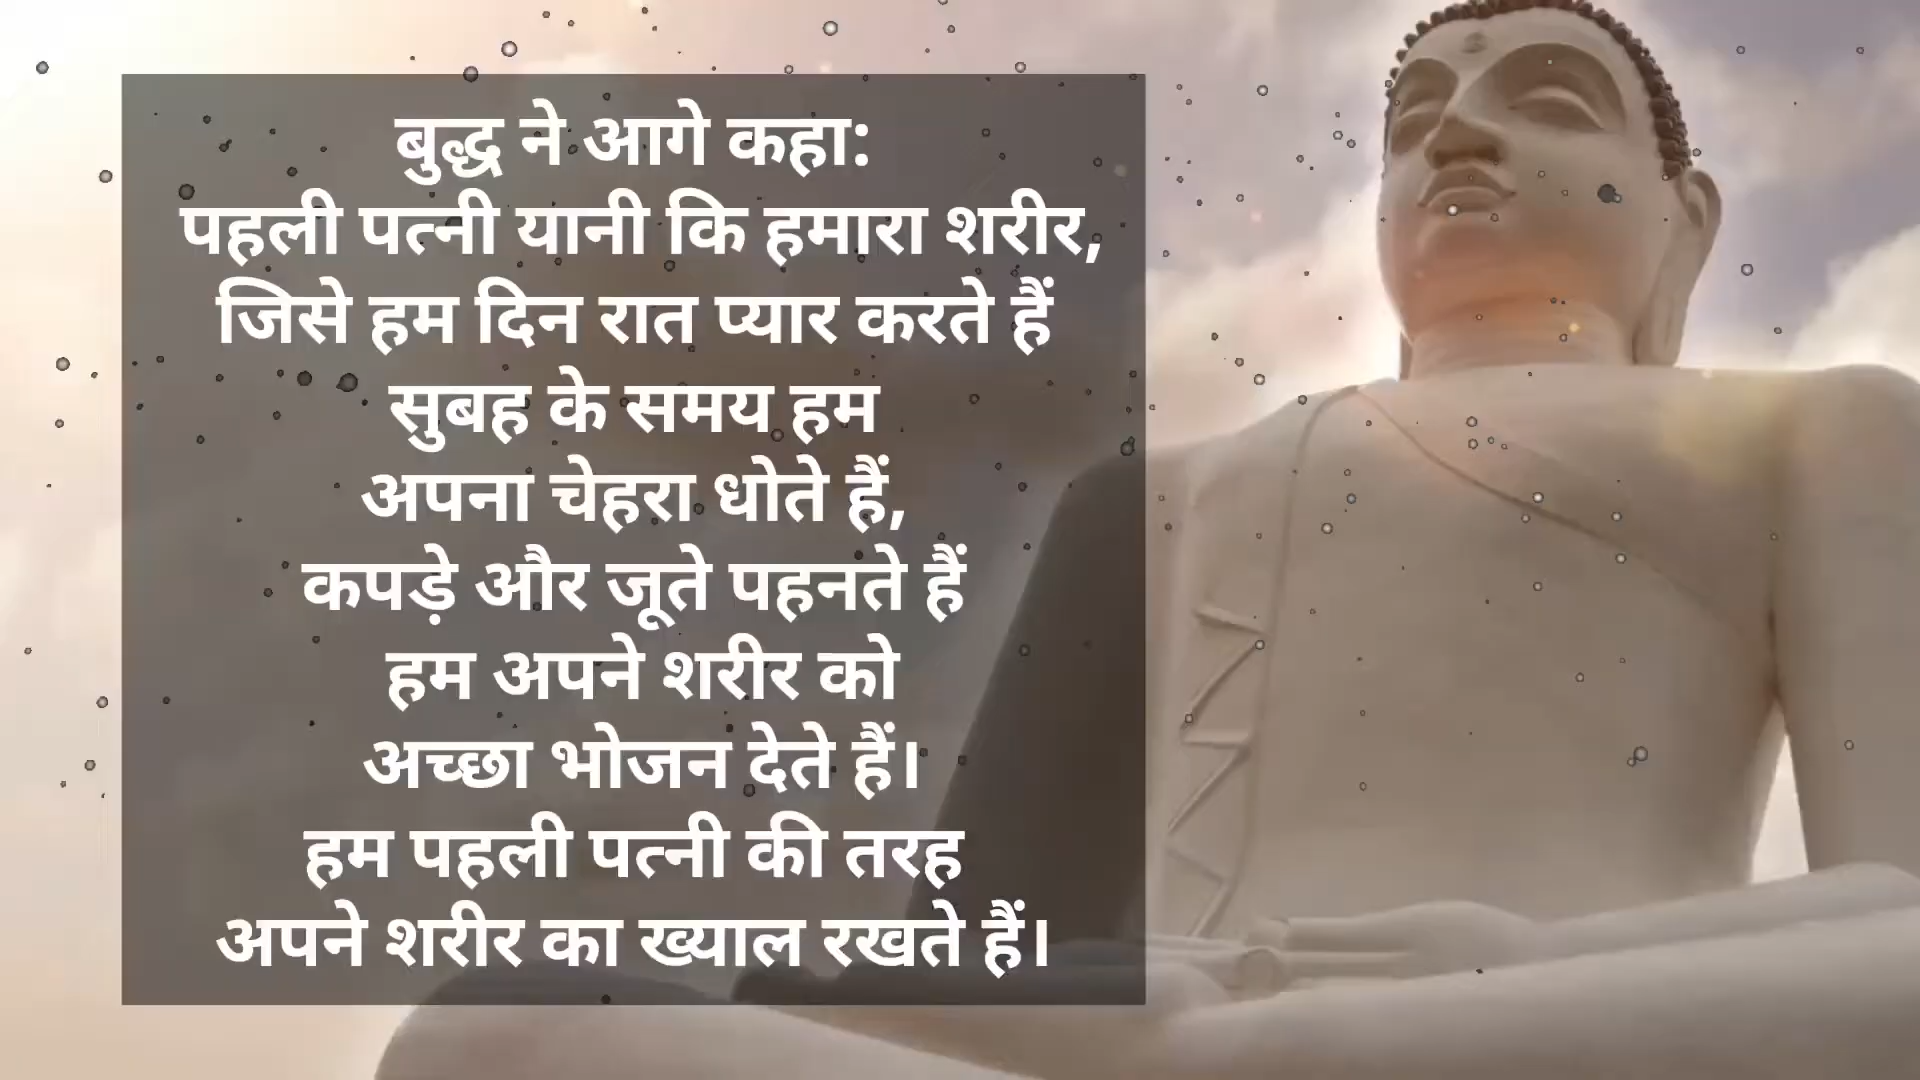 बुद्ध ने आगे कहा:
पहली पत्नी यानी कि हमारा शरीर,
जिसे हम दिन रात प्यार करते हैं
सुबह के समय हम
अपना चेहरा धोते हैं,
कपड़े और जूते पहनते हैं
हम अपने शरीर को
अच्छा भोजन देते हैं।
हम पहली पत्नी की तरह
अपने शरीर का ख्याल रखते हैं।